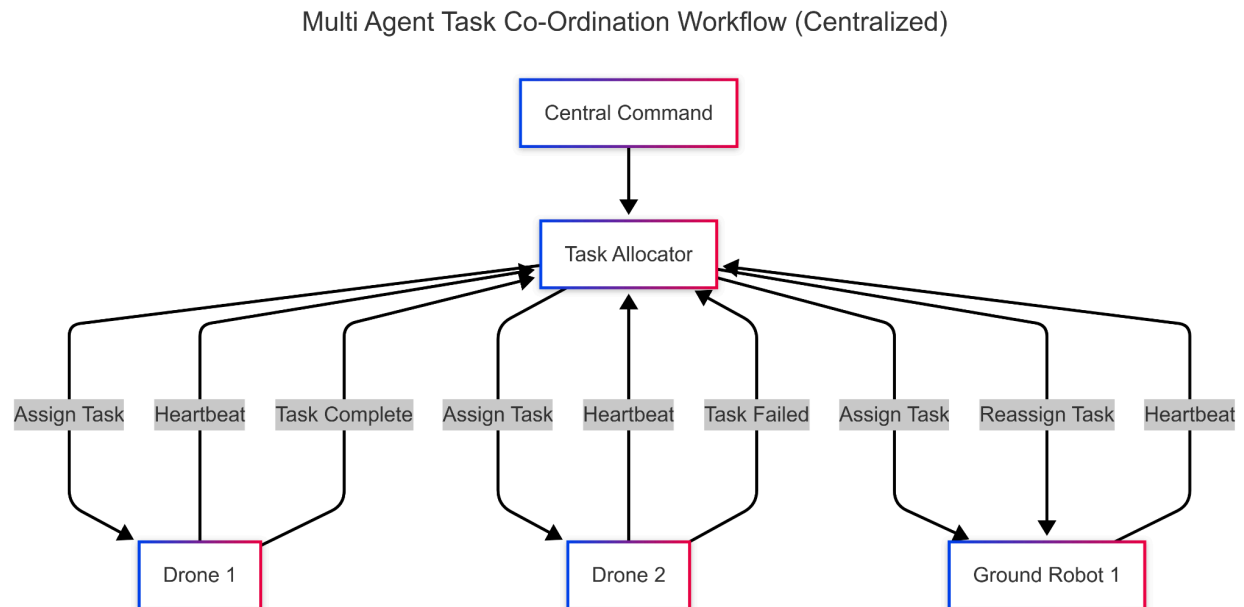 Multi Agent Task Co-Ordination Workflow (Centralized)
Central Command
Task Allocator
Assign Task
Heartbeat
Task Complete
Assign Task
Heartbeat
Task Failed
Assign Task
Reassign Task
Heartbeat
Drone 1
Drone 2
Ground Robot 1